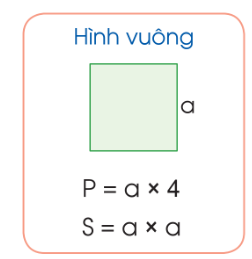 Hình vuông
a
P = a × 4
S = a × a